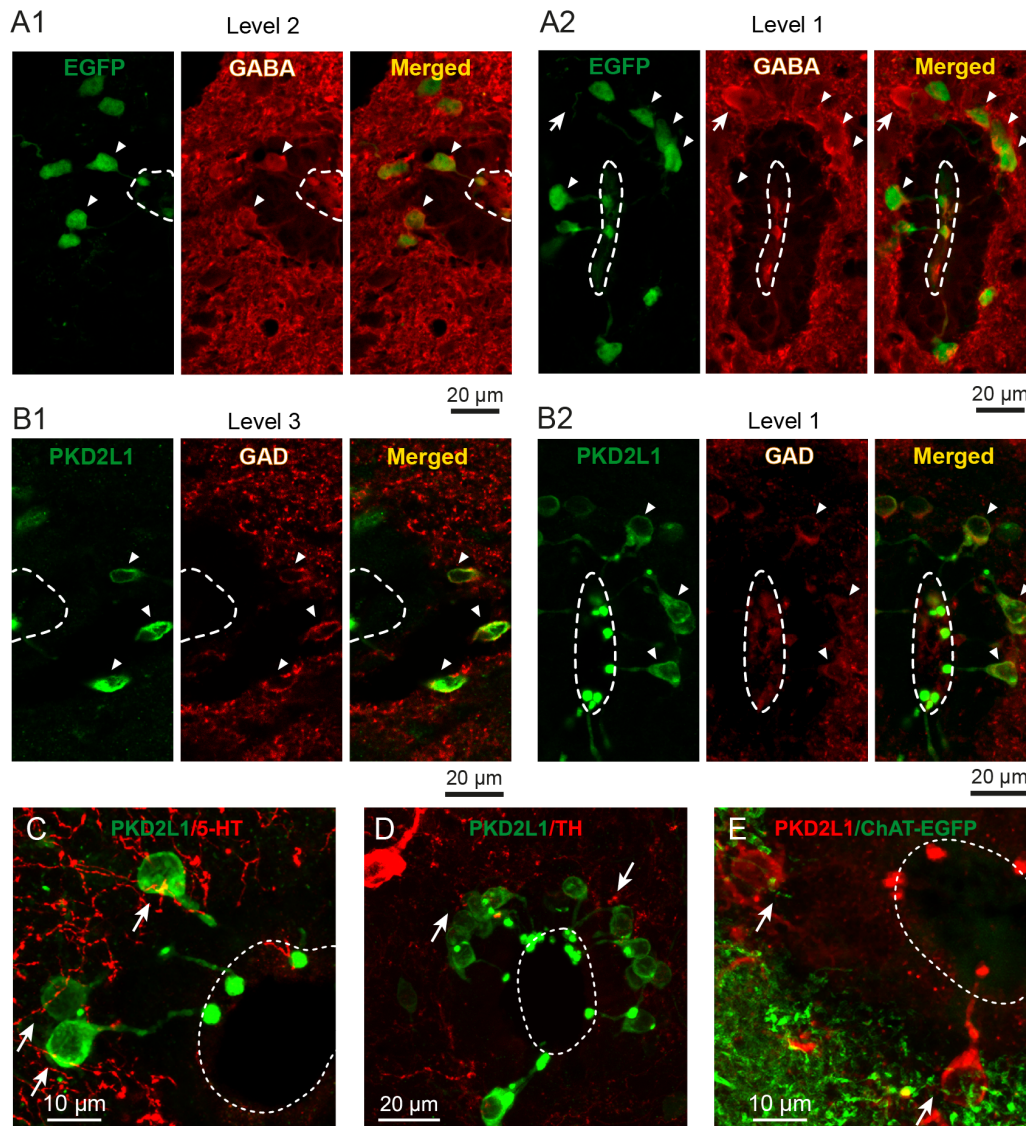 A1
Level 2
A2
Level 1
EGFP
GABA
Merged
EGFP
GABA
Merged
20 µm
20 µm
B1
Level 3
B2
Level 1
PKD2L1
GAD
Merged
PKD2L1
GAD
Merged
20 µm
20 µm
C
PKD2L1/5-HT
D
PKD2L1/TH
E
PKD2L1/ChAT-EGFP
10 µm
20 µm
10 µm